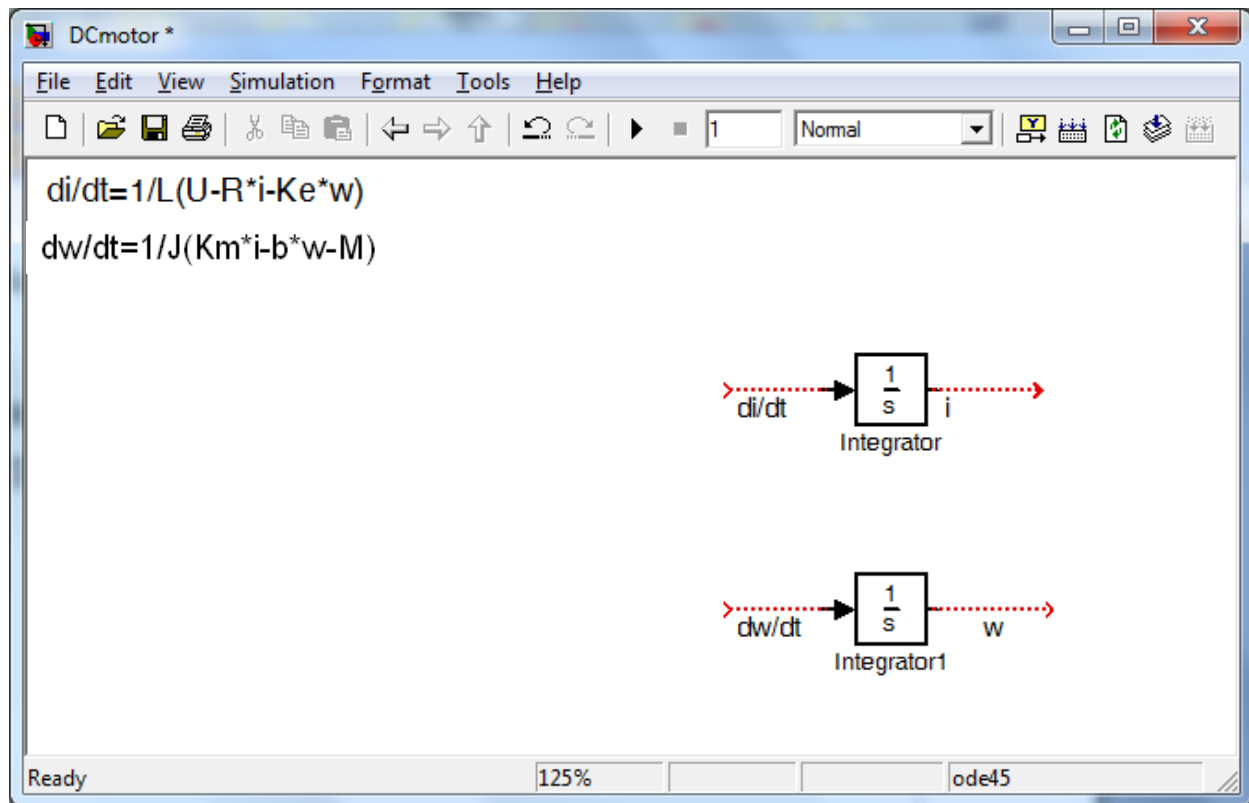 DCmotor *
File Edit View Simulation Format Tools Help
1 Normal
di/dt=1/L(U-R*i-Ke*w)
dw/dt=1/J(Km*i-b*w-M)
1
s
di/dt
i
Integrator
1
s
dw/dt
w
Integrator1
Ready 125% ode45